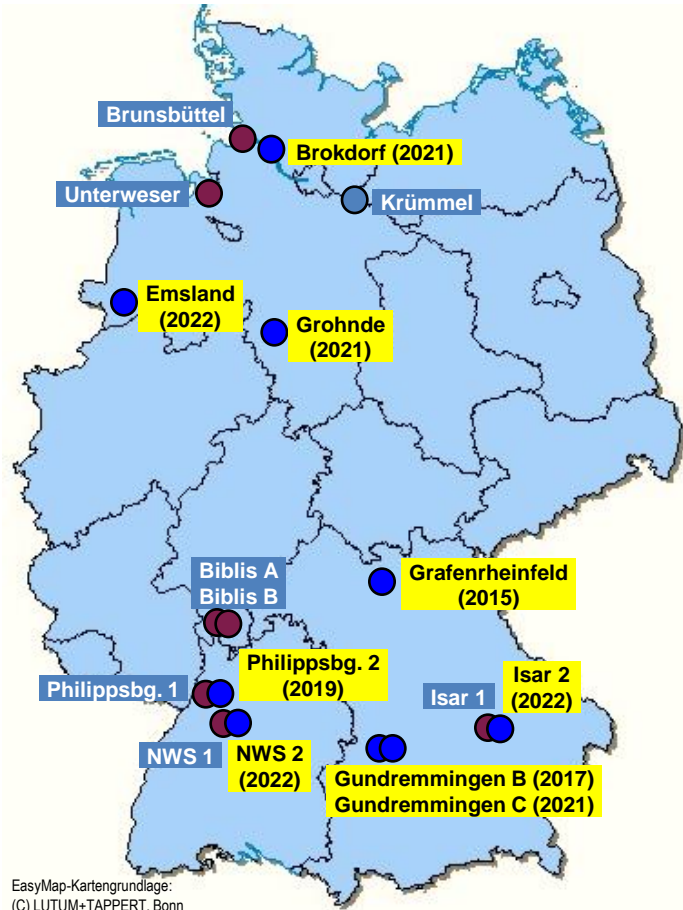 Brunsbüttel
Brokdorf (2021)
Unterweser
Krümmel
Emsland
(2022)
Grohnde
(2021)
Biblis A
Biblis B
Grafenrheinfeld
(2015)
Philippsbg. 2
(2019)
Philippsbg. 1
Isar 2
(2022)
Isar 1
NWS 1
NWS 2
(2022)
Gundremmingen B (2017)
Gundremmingen C (2021)
EasyMap-Kartengrundlage:
(C) LUTUM+TAPPERT, Bonn